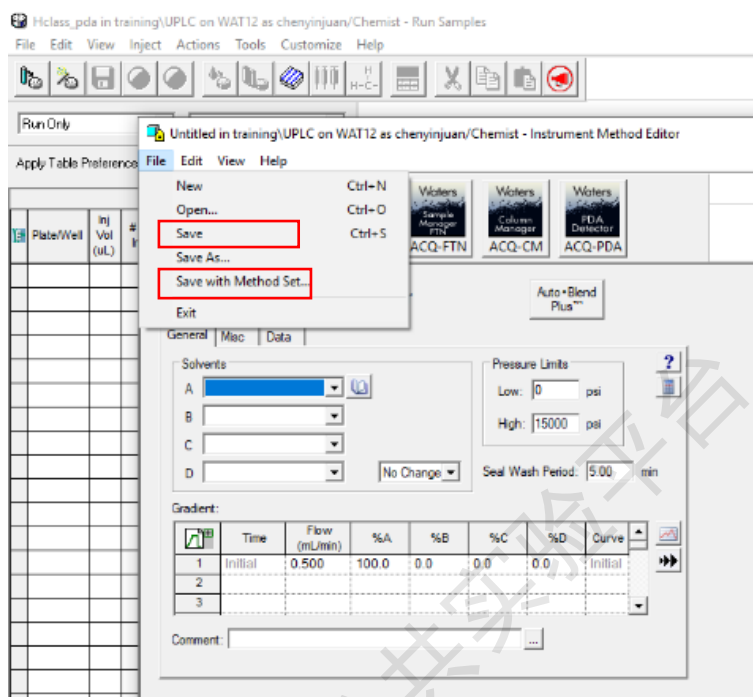 Hclass_pda in training\UPLC on WAT12 as chenyinjuan/Chemist - Run Samples
File Edit View Inject Actions Tools Customize Help
H
H-C-
Run Only
Apply Table Preference
Plate/Well
Inj
Vol
(uL)
#
Untitled in training\UPLC on WAT12 as chenyinjuan/Chemist - Instrument Method Editor
File Edit View Help
New Ctrl+N
Open... Ctrl+O
Save Ctrl+S
Save As...
Save with Method Set...
Exit
Waters
Sample
Manager
FTN
ACQ-FTN
Waters
Column
Manager
ACQ-CM
Waters
PDA
Detector
ACQ-PDA
Auto•Blend
Plus™
General Misc Data
Solvents
A
B
C
D
No Change
Pressure Limits
Low: 0 psi
High: 15000 psi
?
Seal Wash Period: 5.00 min
Gradient:
Time Flow (mL/min) %A %B %C %D Curve
1 Initial 0.500 100.0 0.0 0.0 0.0 Initial
2
3
Comment: ...
共实验平台